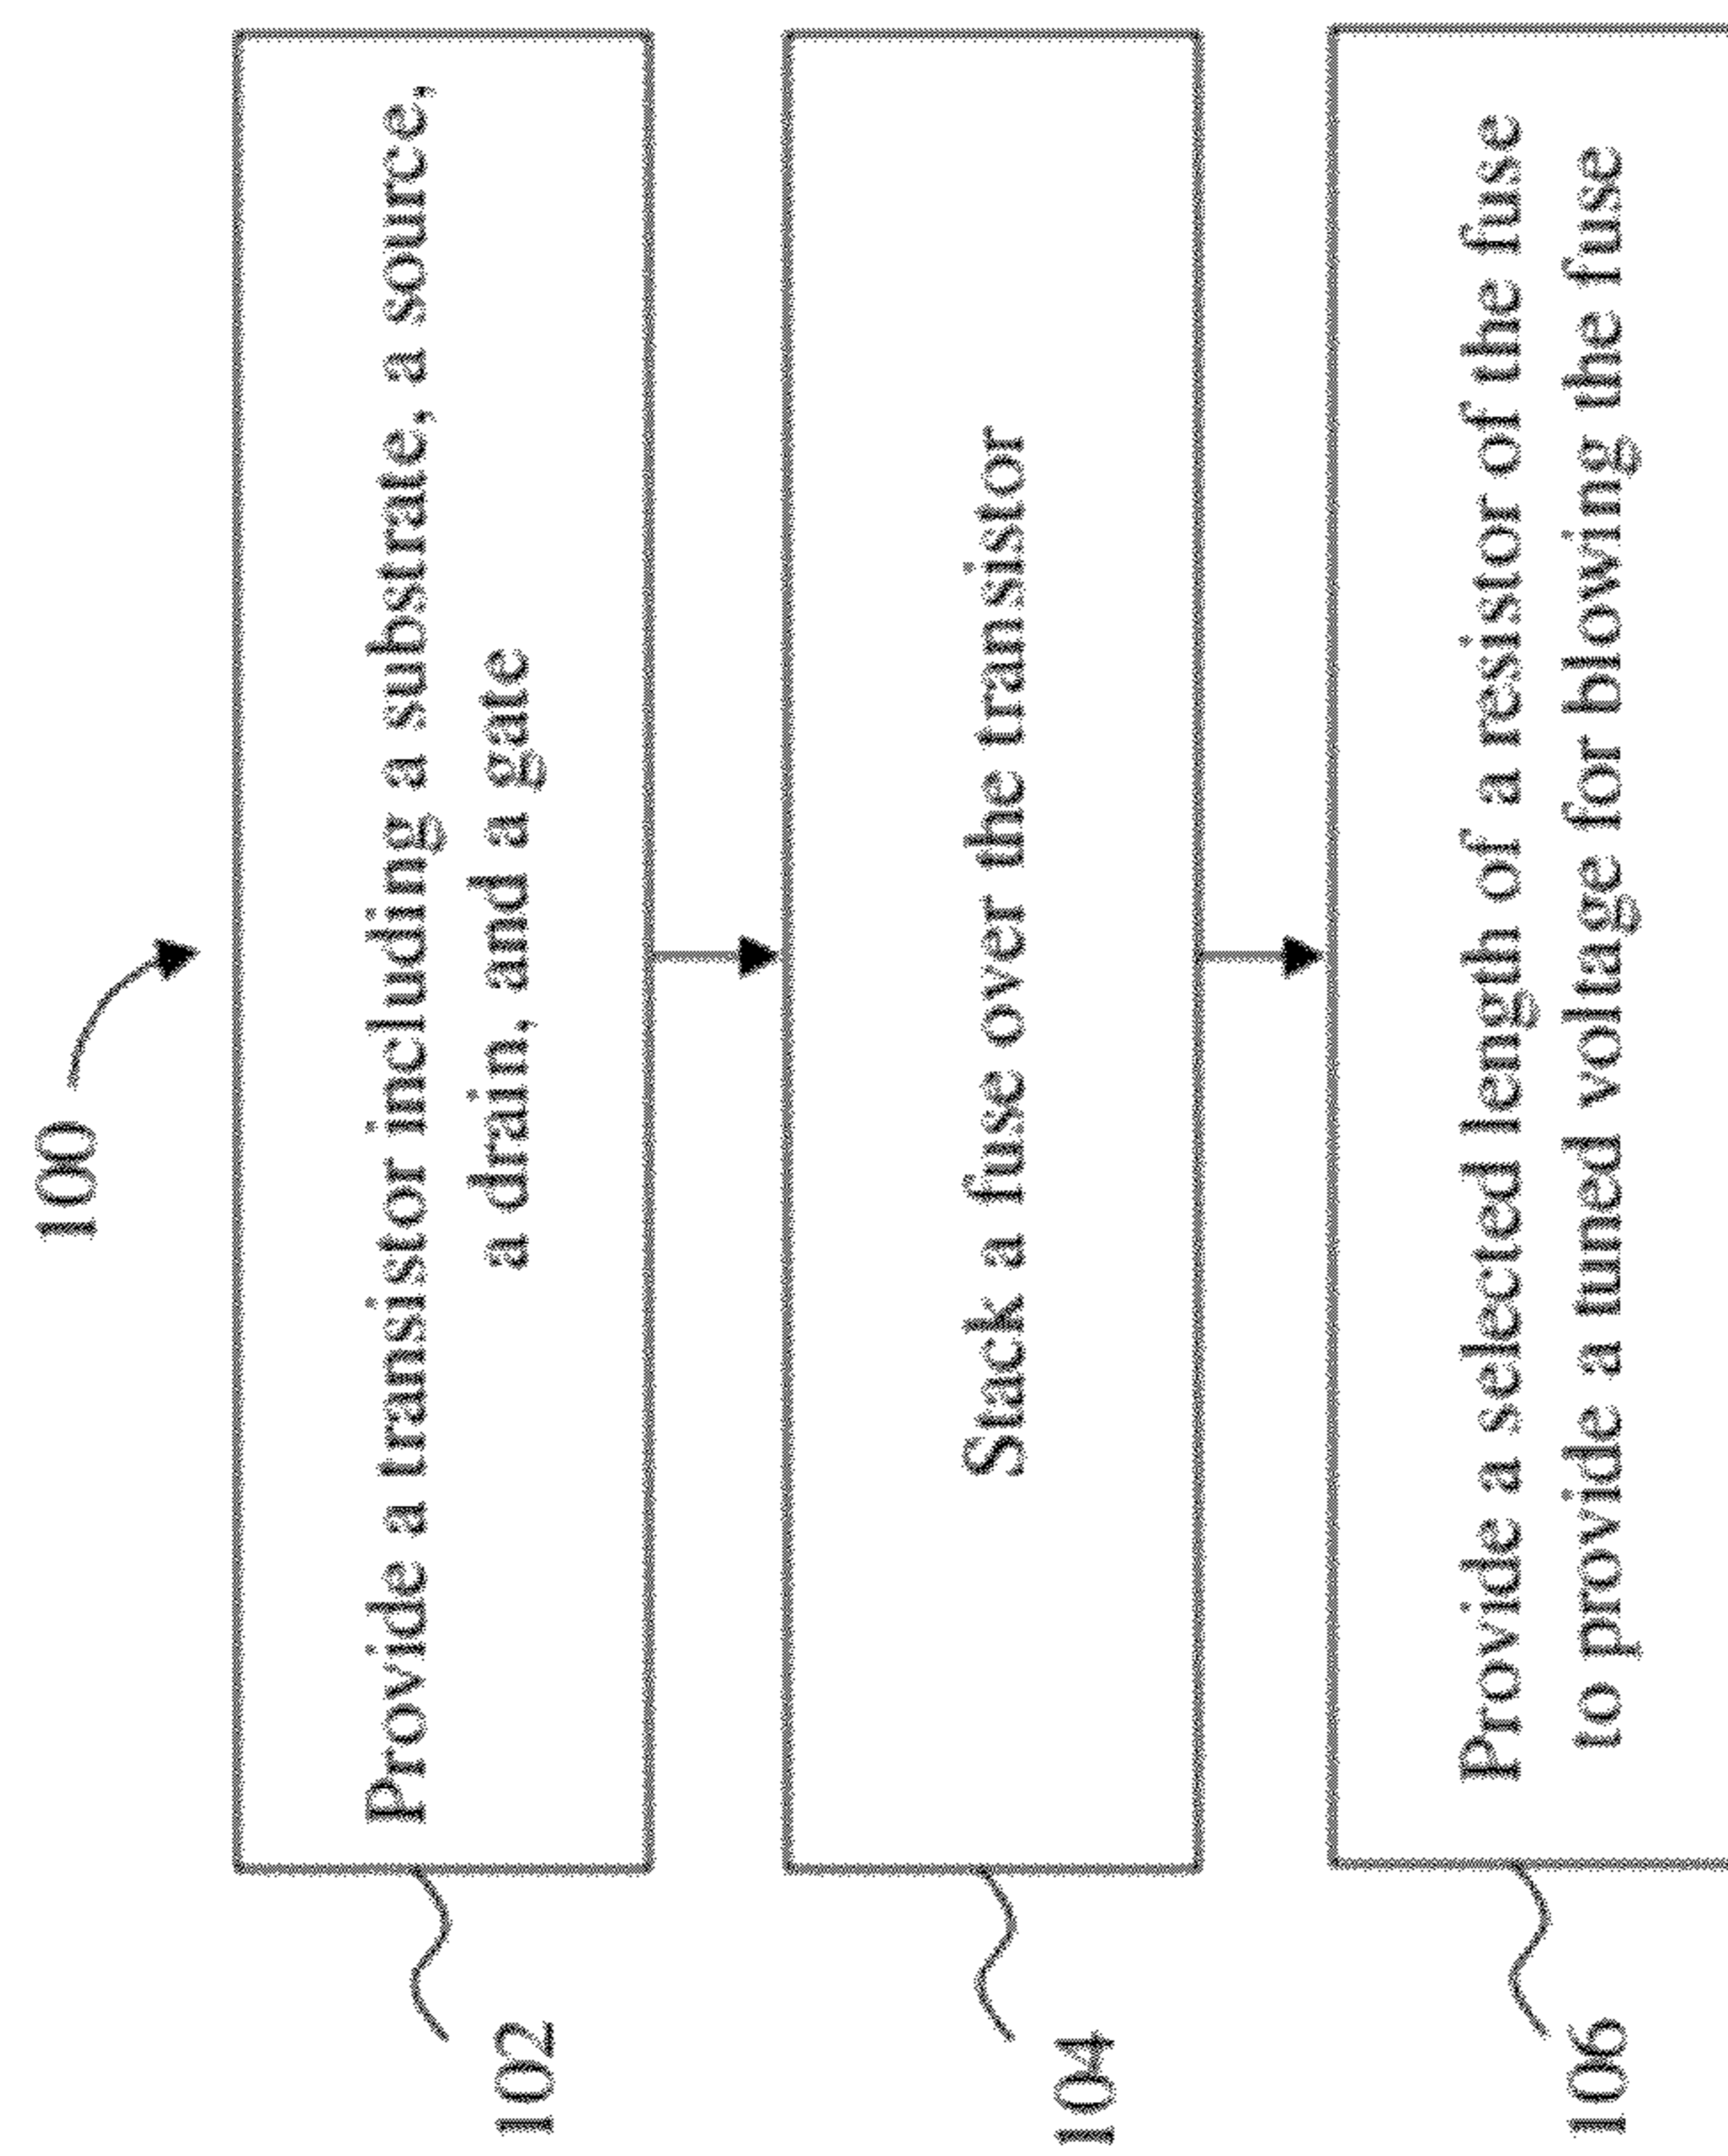 100
102
Provide a transistor including a substrate, a source,
a drain, and a gate
104
Stack a fuse over the transistor
106
Provide a selected length of a resistor of the fuse
to provide a tuned voltage for blowing the fuse